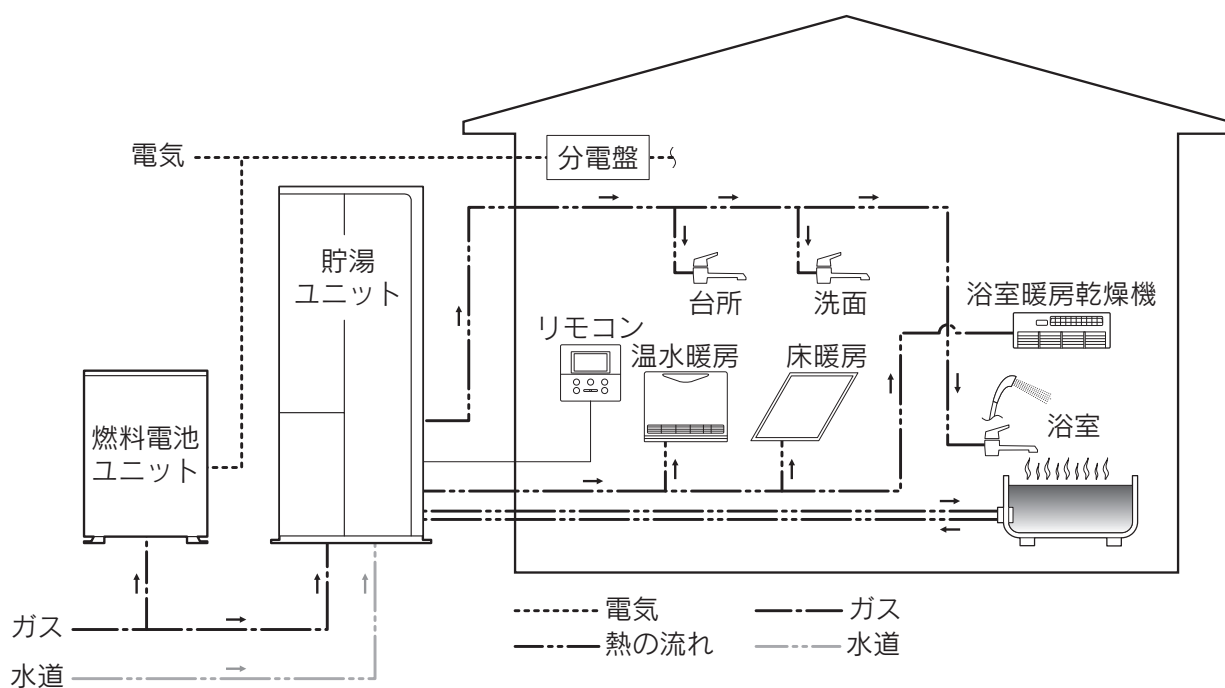 電気
分電盤
貯湯
ユニット
台所
洗面
浴室暖房乾燥機
リモコン
温水暖房
床暖房
浴室
燃料電池
ユニット
ガス
水道
電気
ガス
熱の流れ
水道